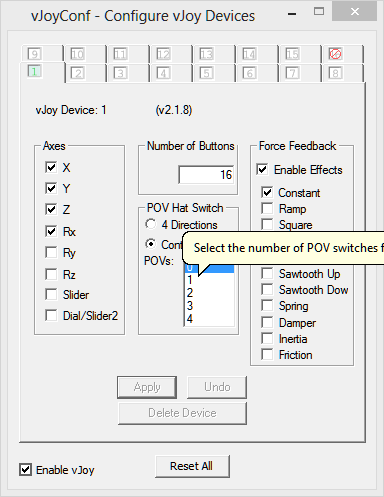 vJoyConf - Configure vJoy Devices
9 10 11 12 13 14 15
1 2 3 4 5 6 7 8
vJoy Device: 1 (v2.1.8)
Axes
X
Y
Z
Rx
Ry
Rz
Slider
Dial/Slider2
Number of Buttons
16
POV Hat Switch
4 Directions
POVs:
0
1
2
3
4
Force Feedback
Enable Effects
Constant
Ramp
Square
Select the number of POV switches
Sawtooth Up
Sawtooth Dow
Spring
Damper
Inertia
Friction
Apply Undo
Delete Device
Enable vJoy Reset All